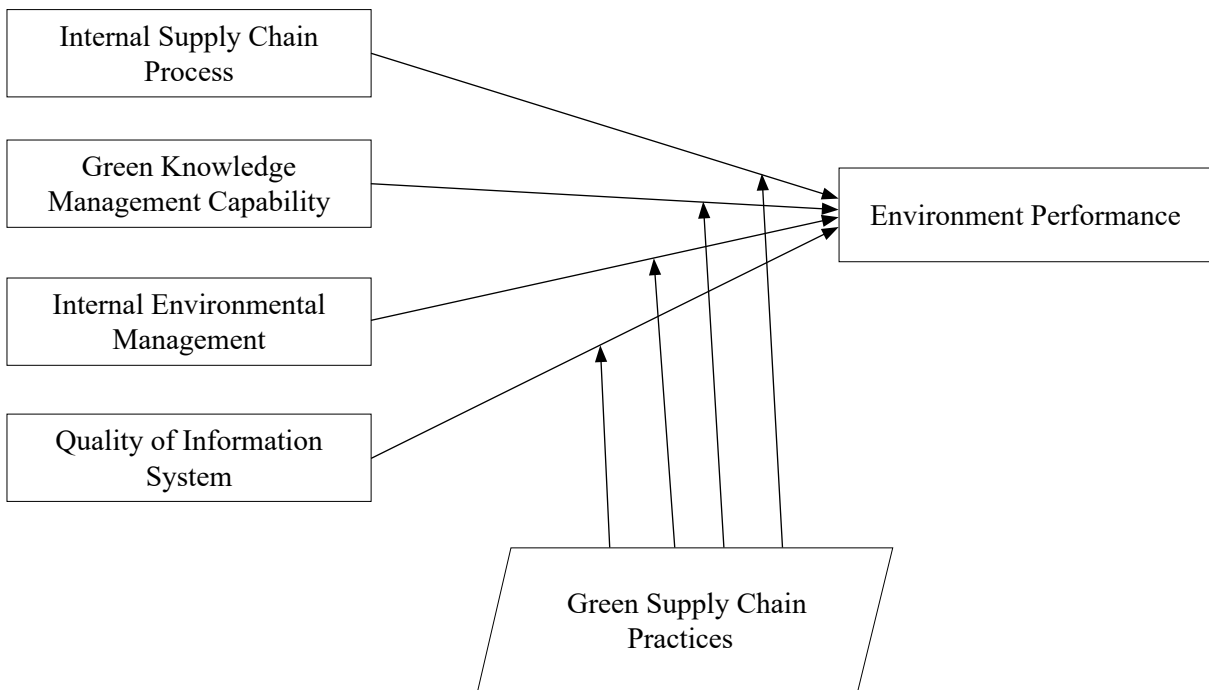 Internal Supply Chain
Process
Green Knowledge
Management Capability
Environment Performance
Internal Environmental
Management
Quality of Information
System
Green Supply Chain
Practices